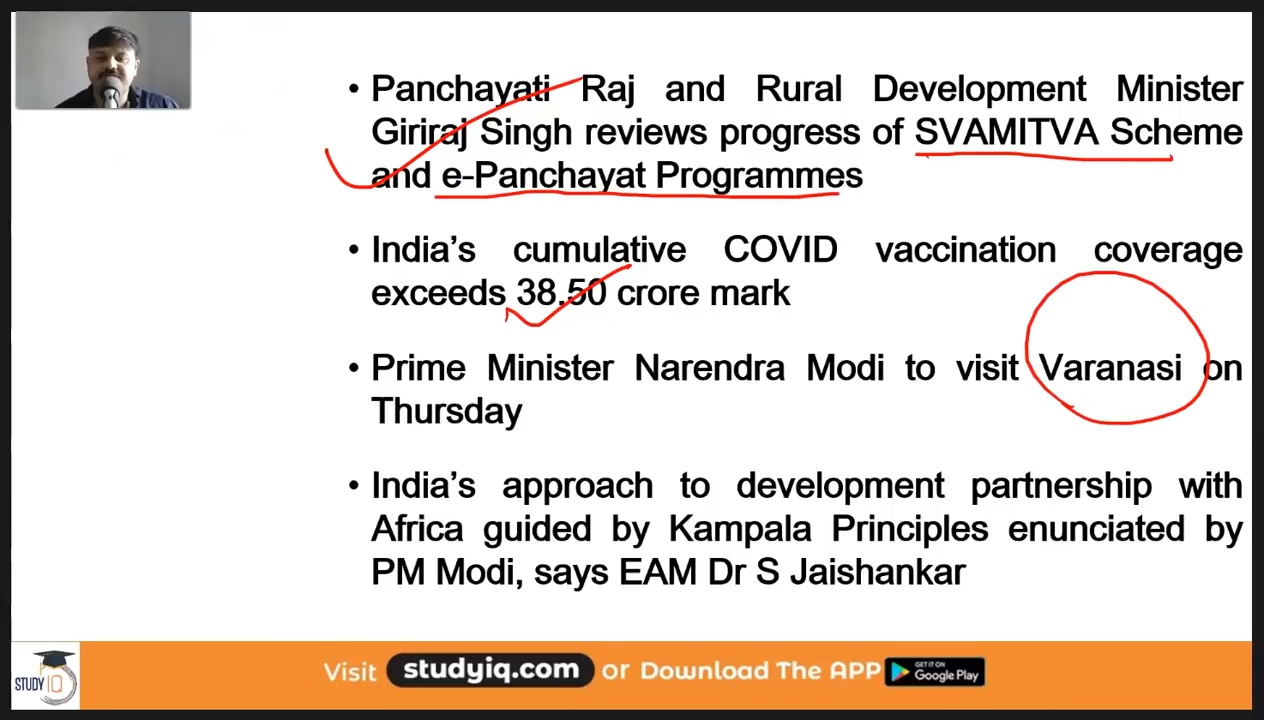 • Panchayati Raj and Rural Development Minister
Giriraj Singh reviews progress of SVAMITVA Scheme
and e-Panchayat Programmes
• India's cumulative COVID vaccination coverage
exceeds 38.50 crore mark
• Prime Minister Narendra Modi to visit Varanasi on
Thursday
• India's approach to development partnership with
Africa guided by Kampala Principles enunciated by
PM Modi, says EAM Dr S Jaishankar
STUDY IQ
Visit studyiq.com or Download The APP GET IT ON Google Play